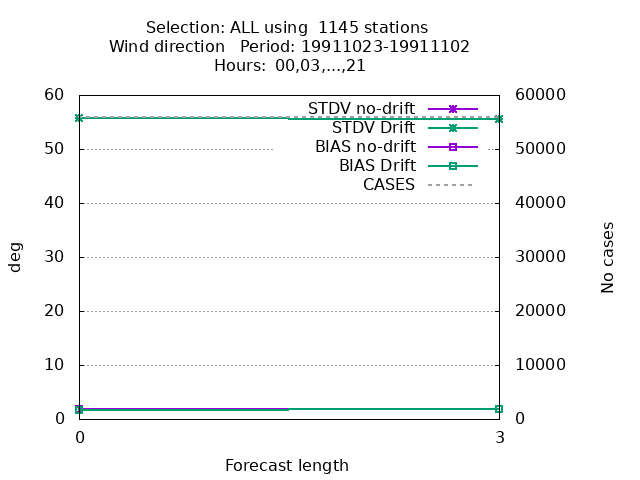 Selection: ALL using  1145 stations
Wind direction   Period: 19911023-19911102
Hours: 00,03,...,21
60
50
40
30
20
10
0
deg
STDV no-drift
STDV Drift
BIAS no-drift
BIAS Drift
CASES
60000
50000
40000
30000
20000
10000
0
No cases
0
3
Forecast length